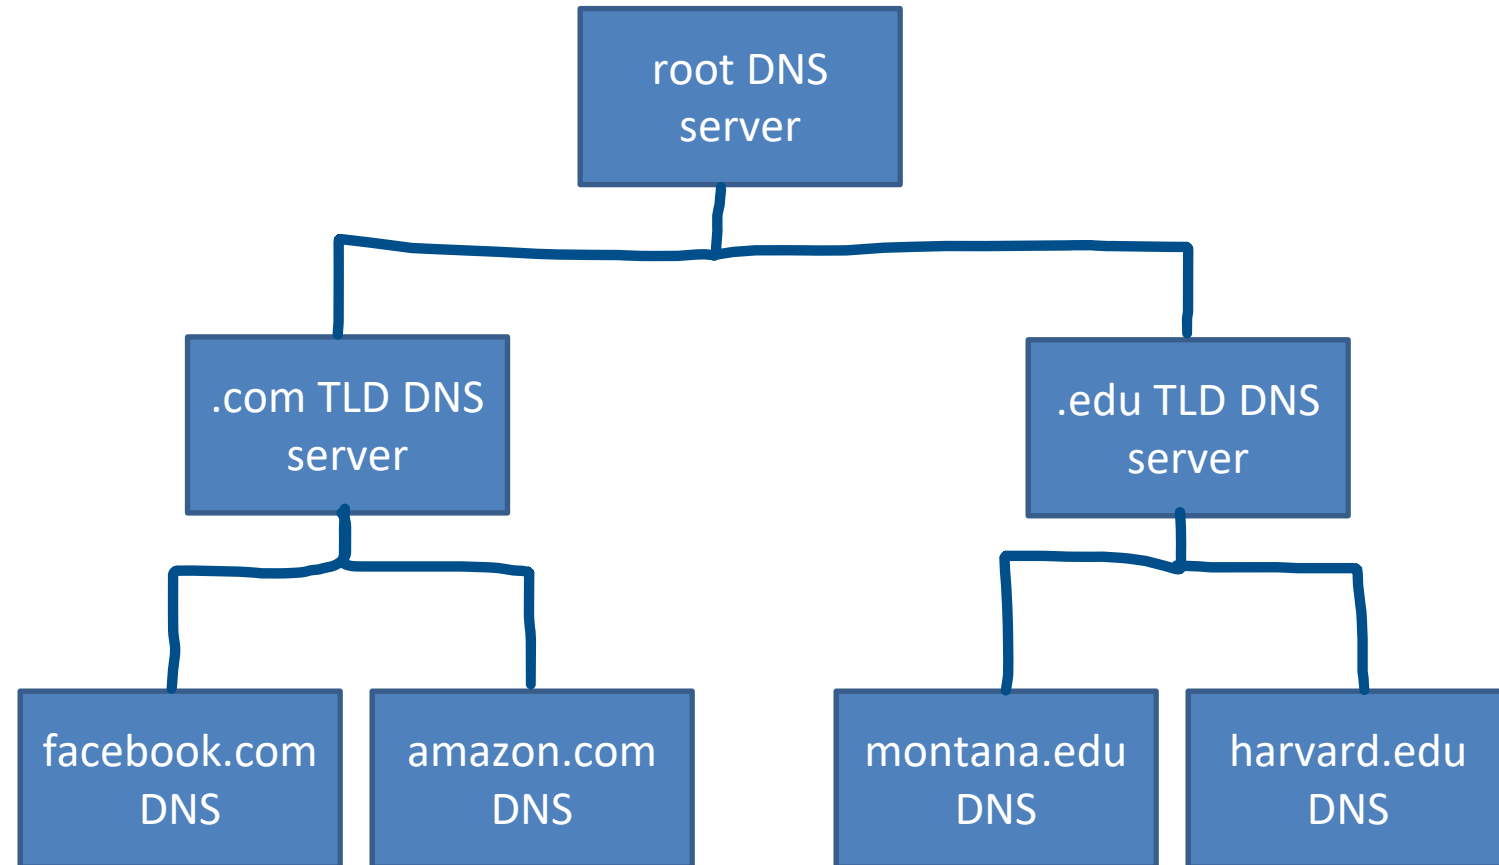 root DNS
server
.com TLD DNS
server
.edu TLD DNS
server
facebook.com
DNS
amazon.com
DNS
montana.edu
DNS
harvard.edu
DNS